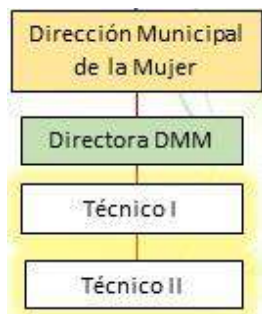 Dirección Municipal
de la Mujer
Directora DMM
Técnico I
Técnico II